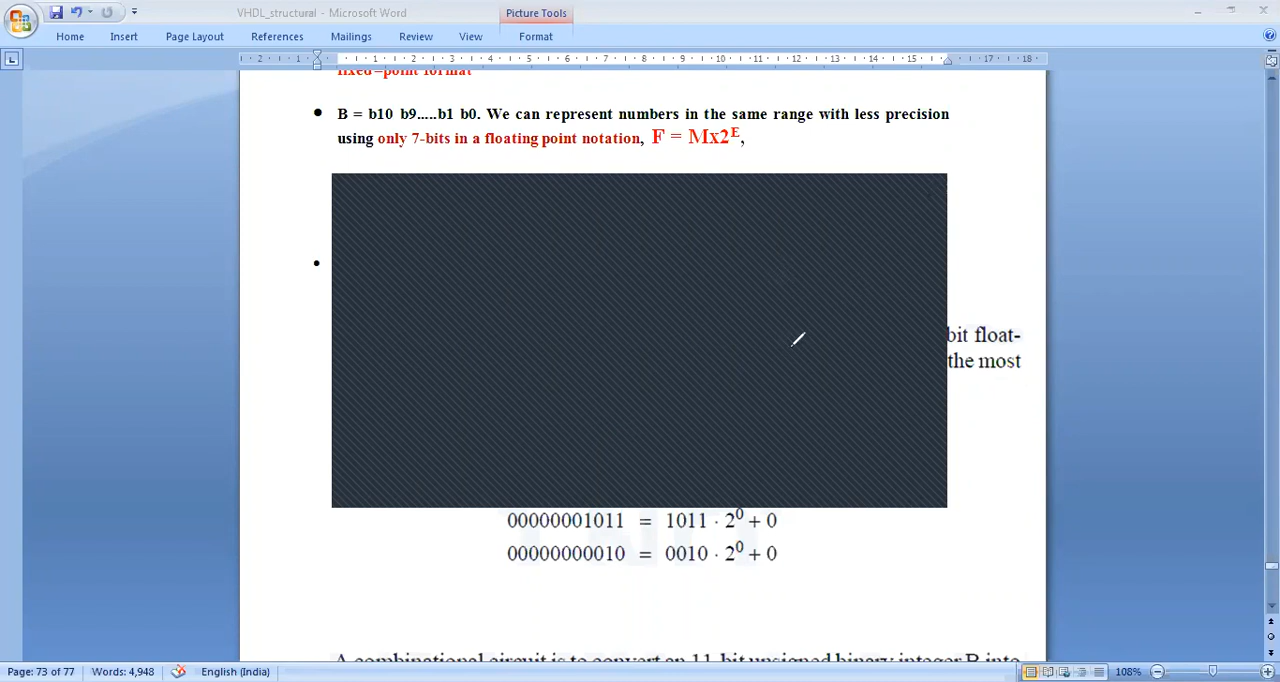 VHDL_structural - Microsoft Word
Picture Tools
Home Insert Page Layout References Mailings Review View Format
fixed-point format
B = b10 b9.....b1 b0. We can represent numbers in the same range with less precision
using only 7-bits in a floating point notation, F = Mx2^E,
bit float-
the most
00000001011 = 1011 · 2^0 + 0
00000000010 = 0010 · 2^0 + 0
A combinational circuit is to convert an 11-bit unsigned binary integer B into
Page: 73 of 77 Words: 4,948 English (India) 108%